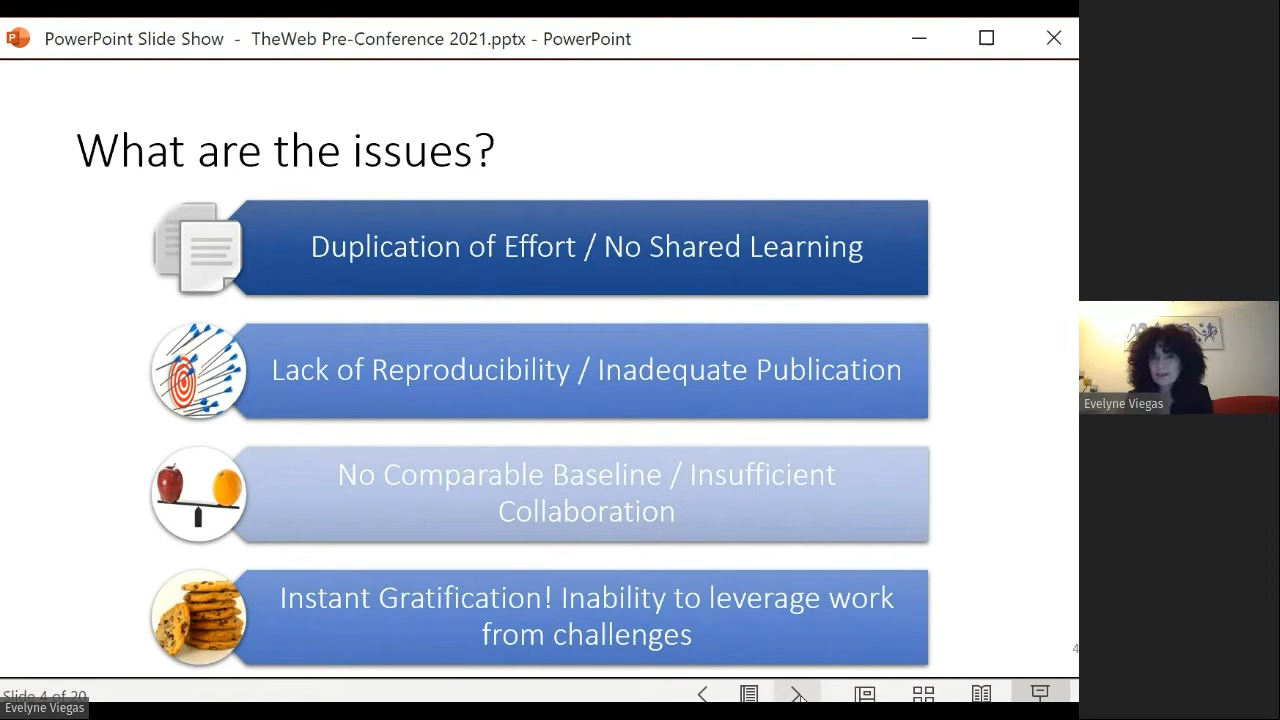 PowerPoint Slide Show - TheWeb Pre-Conference 2021.pptx - PowerPoint
What are the issues?
Duplication of Effort / No Shared Learning
Lack of Reproducibility / Inadequate Publication
No Comparable Baseline / Insufficient
Collaboration
Instant Gratification! Inability to leverage work
from challenges
4
Slide 4 of 20
Evelyne Viegas
Evelyne Viegas